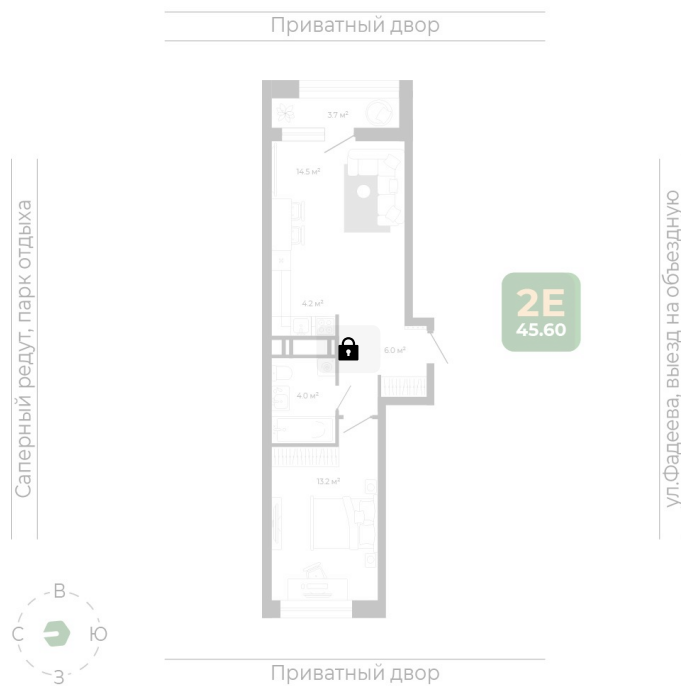 Приватный двор
3.7 м²
14.5 м²
Саперный редут, парк отдыха
ул.Фадеева, выезд на объездную
2Е
45.60
4.2 м²
6.0 м²
4.0 м²
13.2 м²
В
С
Ю
З
Приватный двор